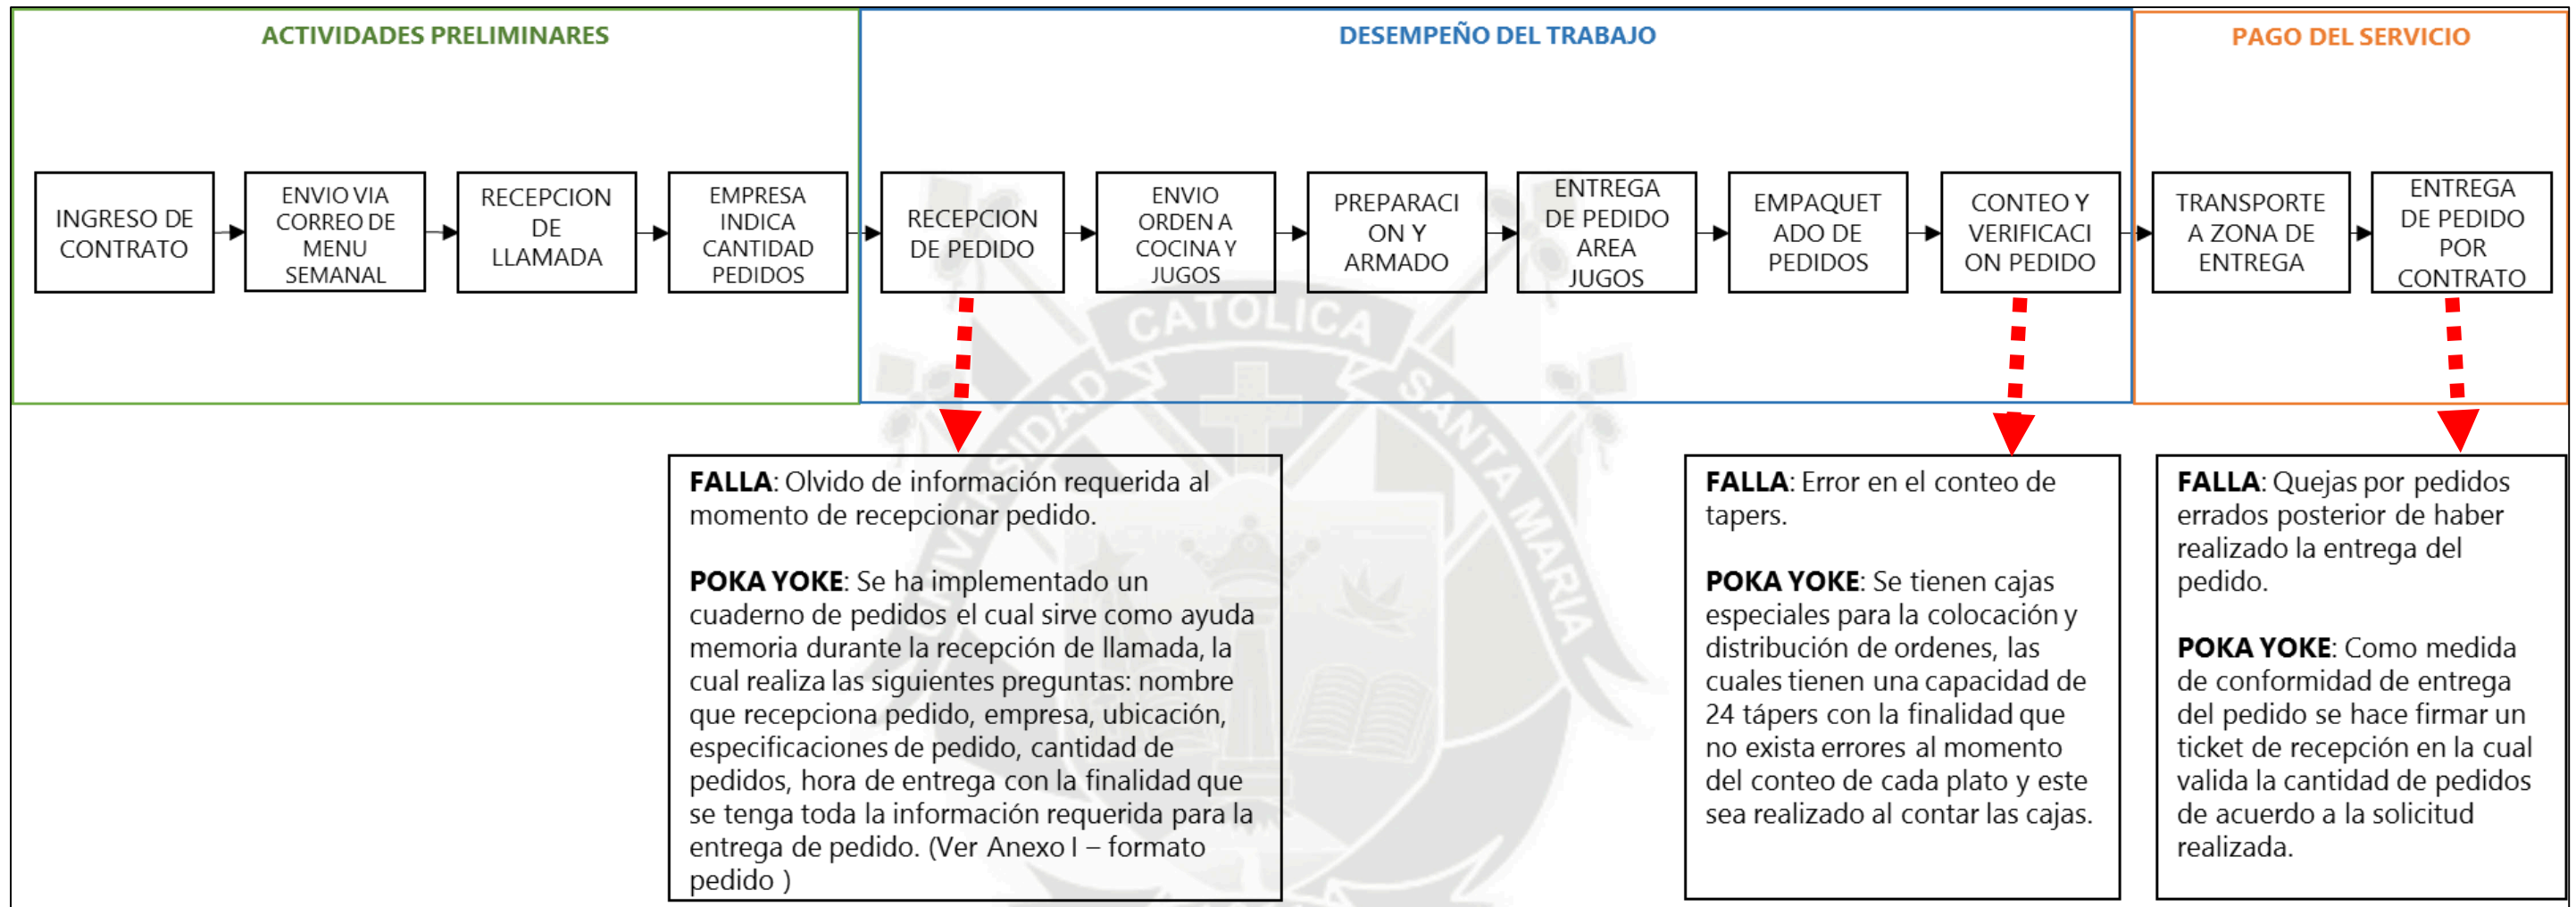 ACTIVIDADES PRELIMINARES
DESEMPEÑO DEL TRABAJO
PAGO DEL SERVICIO
INGRESO DE
CONTRATO
ENVIO VIA
CORREO DE
MENU
SEMANAL
RECEPCION
DE
LLAMADA
EMPRESA
INDICA
CANTIDAD
PEDIDOS
RECEPCION
DE PEDIDO
ENVIO
ORDEN A
COCINA Y
JUGOS
PREPARACI
ON Y
ARMADO
ENTREGA
DE PEDIDO
AREA
JUGOS
EMPAQUET
ADO DE
PEDIDOS
CONTEO Y
VERIFICACI
ON PEDIDO
TRANSPORTE
A ZONA DE
ENTREGA
ENTREGA
DE PEDIDO
POR
CONTRATO
FALLA: Olvido de información requerida al
momento de recepcionar pedido.
POKA YOKE: Se ha implementado un
cuaderno de pedidos el cual sirve como ayuda
memoria durante la recepción de llamada, la
cual realiza las siguientes preguntas: nombre
que recepciona pedido, empresa, ubicación,
especificaciones de pedido, cantidad de
pedidos, hora de entrega con la finalidad que
se tenga toda la información requerida para la
entrega de pedido. (Ver Anexo I – formato
pedido )
FALLA: Error en el conteo de
tapers.
POKA YOKE: Se tienen cajas
especiales para la colocación y
distribución de ordenes, las
cuales tienen una capacidad de
24 tápers con la finalidad que
no exista errores al momento
del conteo de cada plato y este
sea realizado al contar las cajas.
FALLA: Quejas por pedidos
errados posterior de haber
realizado la entrega del
pedido.
POKA YOKE: Como medida
de conformidad de entrega
del pedido se hace firmar un
ticket de recepción en la cual
valida la cantidad de pedidos
de acuerdo a la solicitud
realizada.
UNIVERSIDAD CATOLICA SANTA MARIA